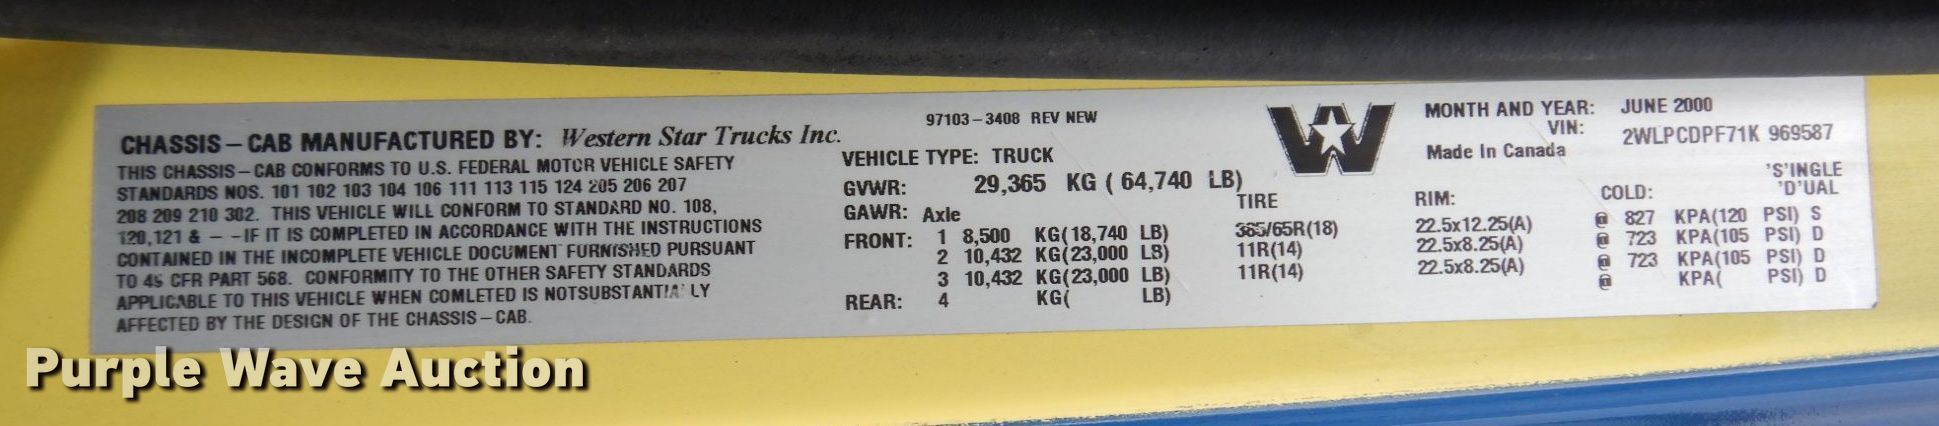 97103-3408 REV NEW
CHASSIS-CAB MANUFACTURED BY: Western Star Trucks Inc.
THIS CHASSIS-CAB CONFORMS TO U.S. FEDERAL MOTOR VEHICLE SAFETY
STANDARDS NOS. 101 102 103 104 106 111 113 115 124 205 206 207
208 209 210 302. THIS VEHICLE WILL CONFORM TO STANDARD NO. 108,
120,121 & - -IF IT IS COMPLETED IN ACCORDANCE WITH THE INSTRUCTIONS
CONTAINED IN THE INCOMPLETE VEHICLE DOCUMENT FURNISHED PURSUANT
TO 45 CFR PART 568. CONFORMITY TO THE OTHER SAFETY STANDARDS
APPLICABLE TO THIS VEHICLE WHEN COMLETED IS NOTSUBSTANTIALLY
AFFECTED BY THE DESIGN OF THE CHASSIS-CAB.
VEHICLE TYPE: TRUCK
GVWR: 29,365 KG ( 64,740 LB)
W
MONTH AND YEAR: JUNE 2000
VIN: 2WLPCDPF71K 969587
Made In Canada
GAWR: Axle TIRE RIM: COLD: 'S'INGLE
'D'UAL
FRONT: 1 8,500 KG(18,740 LB) 385/65R(18) 22.5x12.25(A) @ 827 KPA(120 PSI) S
2 10,432 KG(23,000 LB) 11R(14) 22.5x8.25(A) @ 723 KPA(105 PSI) D
3 10,432 KG(23,000 LB) 11R(14) 22.5x8.25(A) @ 723 KPA(105 PSI) D
REAR: 4 KG( LB) @ KPA( PSI) D
Purple Wave Auction